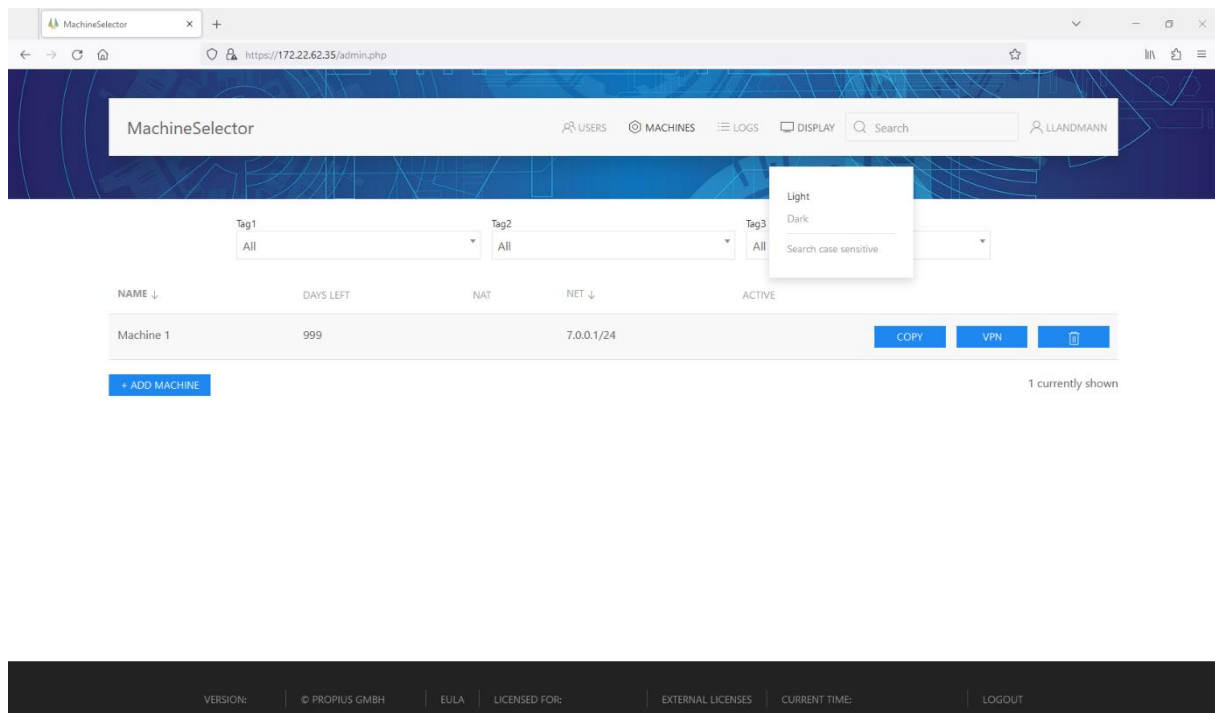 MachineSelector
https://172.22.62.35/admin.php
MachineSelector USERS MACHINES LOGS DISPLAY Search LLANDMANN
Light
Dark
Search case sensitive
Tag1 Tag2 Tag3
All All All
NAME ↓ DAYS LEFT NAT NET ↓ ACTIVE
Machine 1 999 7.0.0.1/24 COPY VPN
+ ADD MACHINE 1 currently shown
VERSION: © PROPIUS GMBH EULA LICENSED FOR: EXTERNAL LICENSES CURRENT TIME: LOGOUT